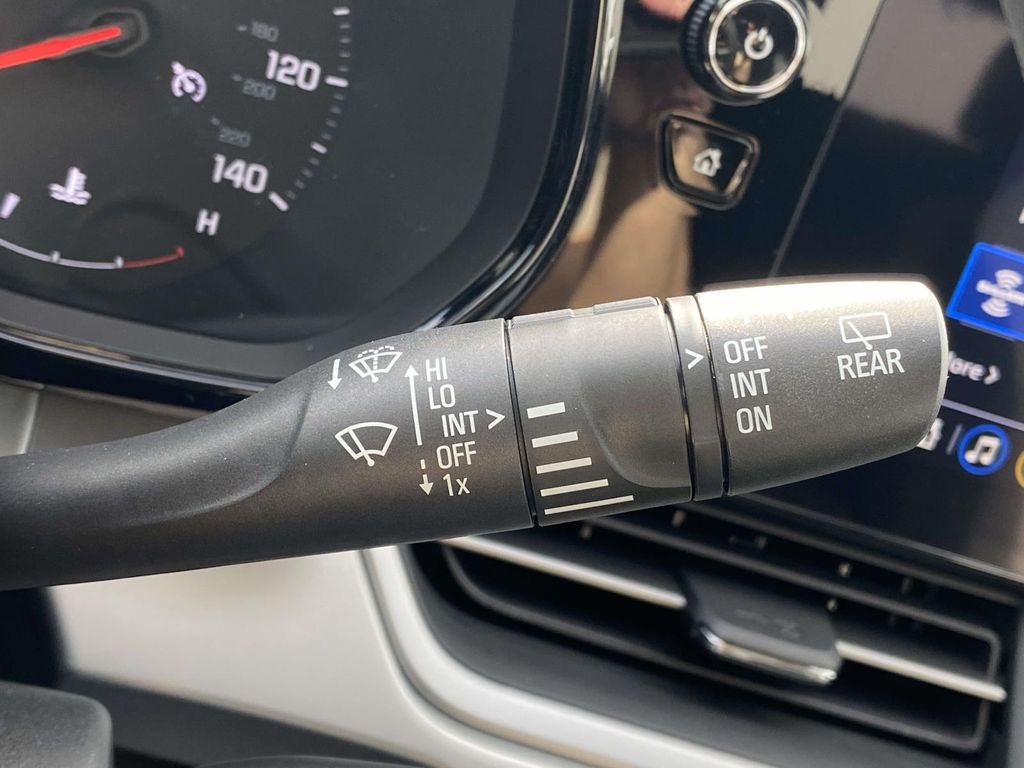 180
120
200
220
140
H
HI
LO
INT
OFF
1x
OFF
INT
ON
REAR